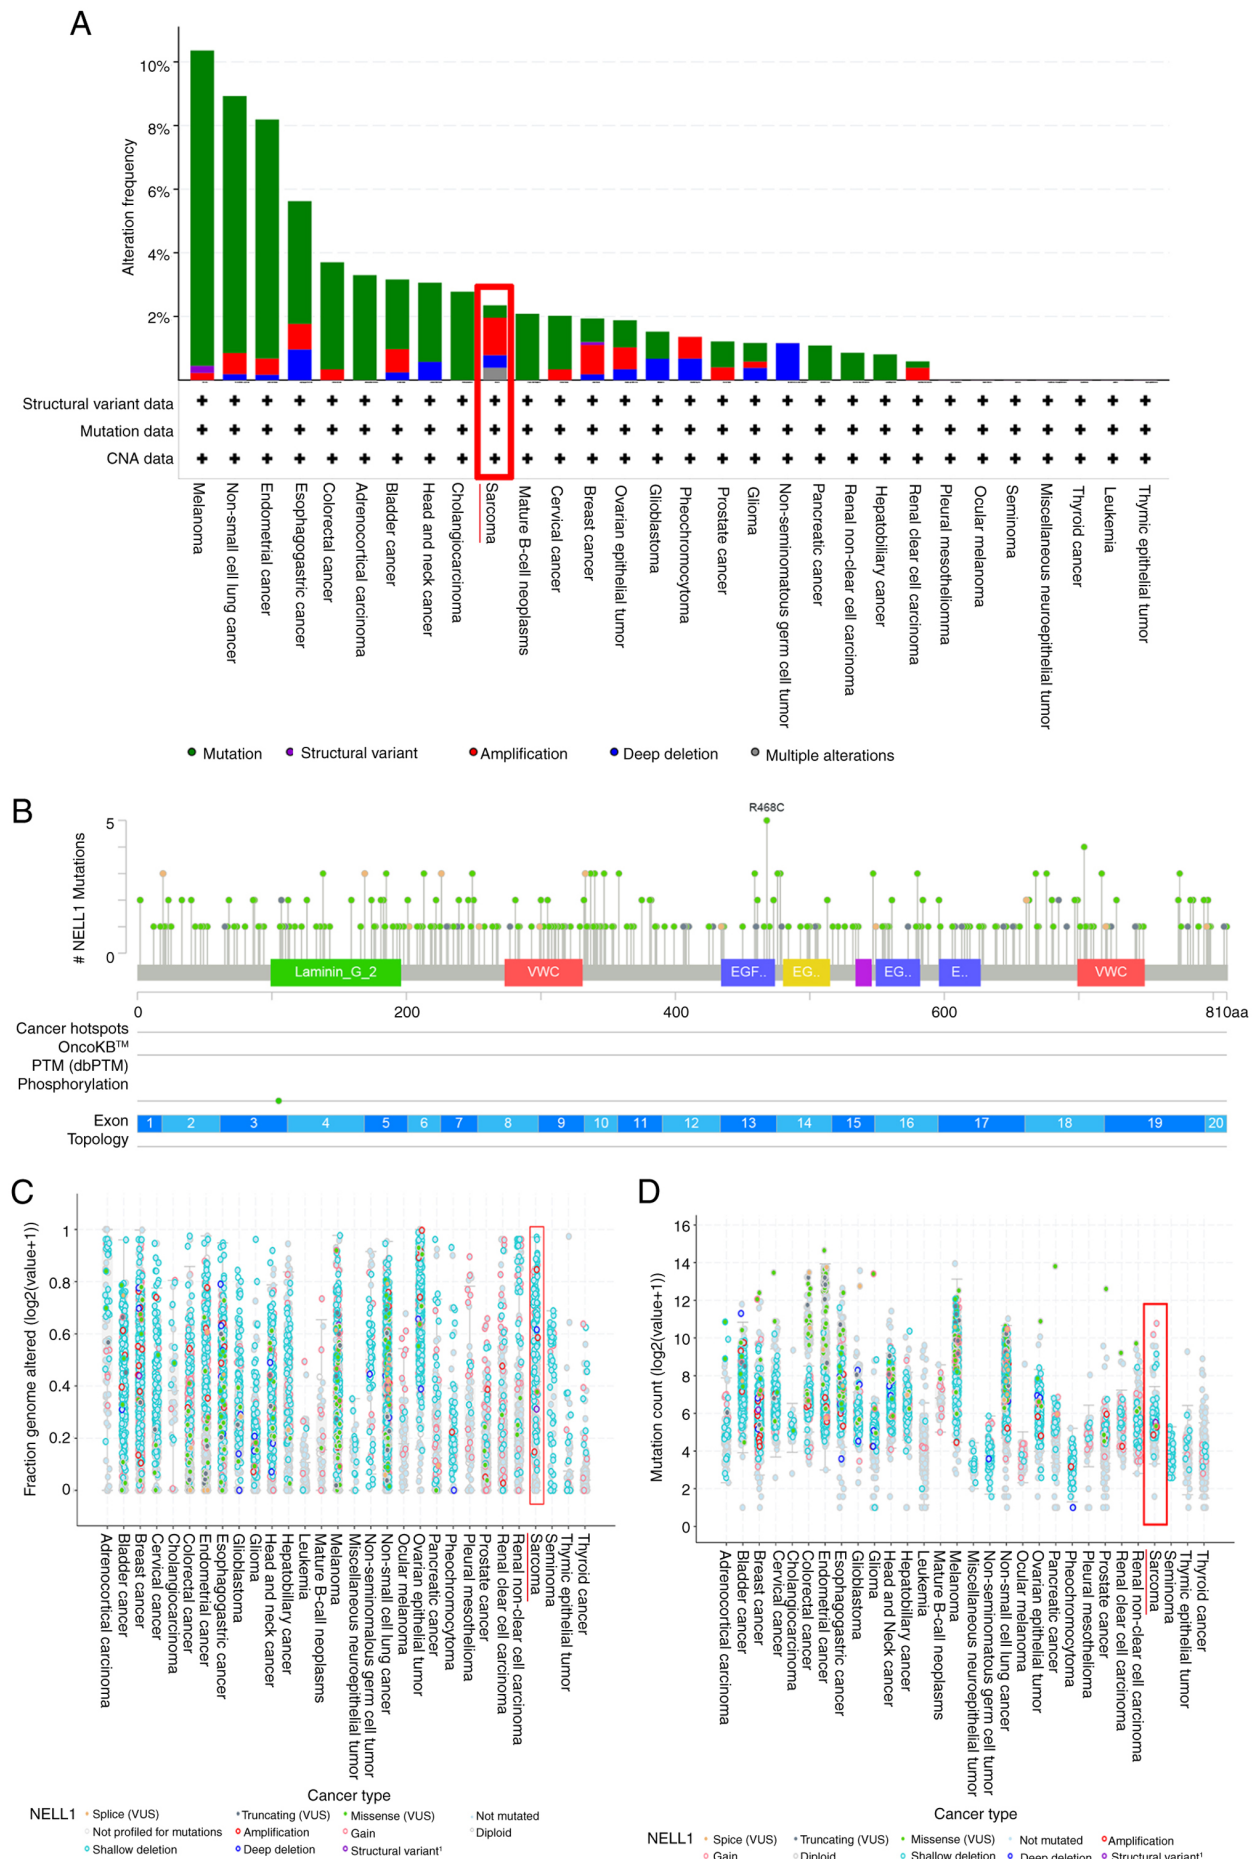 A
Alteration frequency
10%
8%
6%
4%
2%
Structural variant data
Mutation data
CNA data
Melanoma
Non-small cell lung cancer
Endometrial cancer
Esophagogastric cancer
Colorectal cancer
Adrenocortical carcinoma
Bladder cancer
Head and neck cancer
Cholangiocarcinoma
Sarcoma
Mature B-cell neoplasms
Cervical cancer
Breast cancer
Ovarian epithelial tumor
Glioblastoma
Pheochromocytoma
Prostate cancer
Glioma
Non-seminomatous germ cell tumor
Pancreatic cancer
Renal non-clear cell carcinoma
Hepatobiliary cancer
Renal clear cell carcinoma
Pleural mesotheliomma
Ocular melanoma
Seminoma
Miscellaneous neuroepithelial tumor
Thyroid cancer
Leukemia
Thymic epithelial tumor
Mutation Structural variant Amplification Deep deletion Multiple alterations
B
# NELL1 Mutations
5
0
R468C
Laminin_G_2 VWC EGF.. EG.. EG.. E.. VWC
0 200 400 600 810aa
Cancer hotspots
OncoKB™
PTM (dbPTM)
Phosphorylation
Exon 1 2 3 4 5 6 7 8 9 10 11 12 13 14 15 16 17 18 19 20
Topology
C
Fraction genome altered (log2(value+1))
1
0.8
0.6
0.4
0.2
0
Adrenocortical carcinoma
Bladder cancer
Breast cancer
Cervical cancer
Cholangiocarcinoma
Colorectal cancer
Endometrial cancer
Esophagogastric cancer
Glioblastoma
Glioma
Head and neck cancer
Hepatobiliary cancer
Leukemia
Mature B-call neoplasms
Melanoma
Miscellaneous neuroepithelial tumor
Non-seminomalous germ cell tumor
Non-small cell lung cancer
Ocular melanoma
Ovarian epithelial tumor
Pancreatic cancer
Pheochromocytoma
Pleural mesothelioma
Prostate cancer
Renal clear cell carcinoma
Renal non-clear cell carcinoma
Sarcoma
Seminoma
Thymic epithelial tumor
Thyroid cancer
Cancer type
NELL1 Splice (VUS) Truncating (VUS) Missense (VUS) Not mutated
Not profiled for mutations Amplification Gain Diploid
Shallow deletion Deep deletion Structural variant¹
D
Mutation count (log2(value+1))
16
14
12
10
8
6
4
2
0
Adrenocortical carcinoma
Bladder cancer
Breast cancer
Cervical cancer
Cholangiocarcinoma
Colorectal cancer
Endometrial cancer
Esophagogastric cancer
Glioblastoma
Glioma
Head and Neck cancer
Hepatobiliary cancer
Leukemia
Mature B-call neoplasms
Melanoma
Miscellaneous neuroepithelial tumor
Non-seminomatous germ cell tumor
Non-small cell lung cancer
Ocular melanoma
Ovarian epithelial tumor
Pancreatic cancer
Pheochromocytoma
Pleural mesothelioma
Prostate cancer
Renal clear cell carcinoma
Renal non-clear cell carcinoma
Sarcoma
Seminoma
Thymic epithelial tumor
Thyroid cancer
Cancer type
NELL1 Splice (VUS) Truncating (VUS) Missense (VUS) Not mutated Amplification
Gain Diploid Shallow deletion Deep deletion Structural variant¹